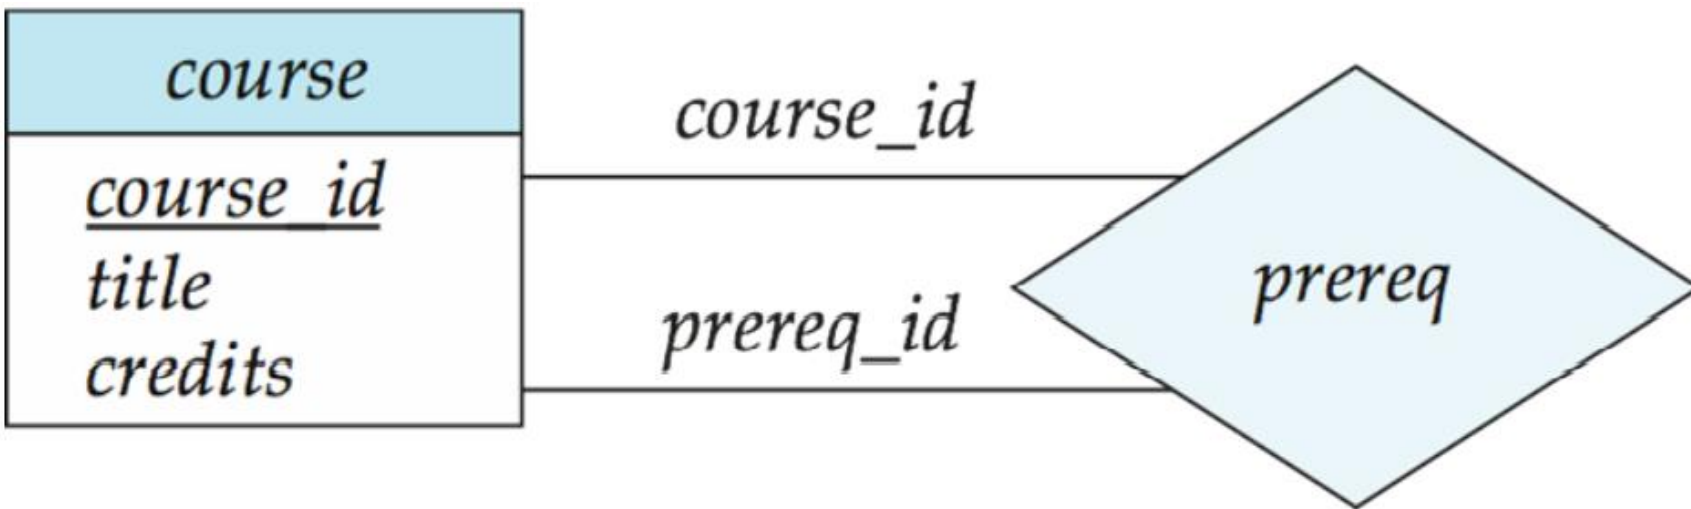 course
course_id
title
credits
course_id
prereq_id
prereq